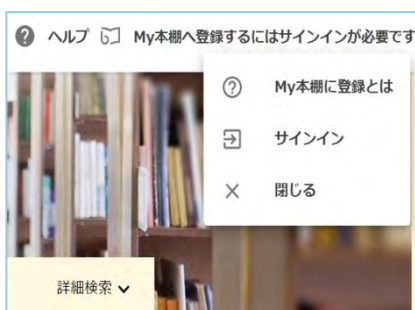 ヘルプ My本棚へ登録するにはサインインが必要です
My本棚に登録とは
サインイン
閉じる
詳細検索